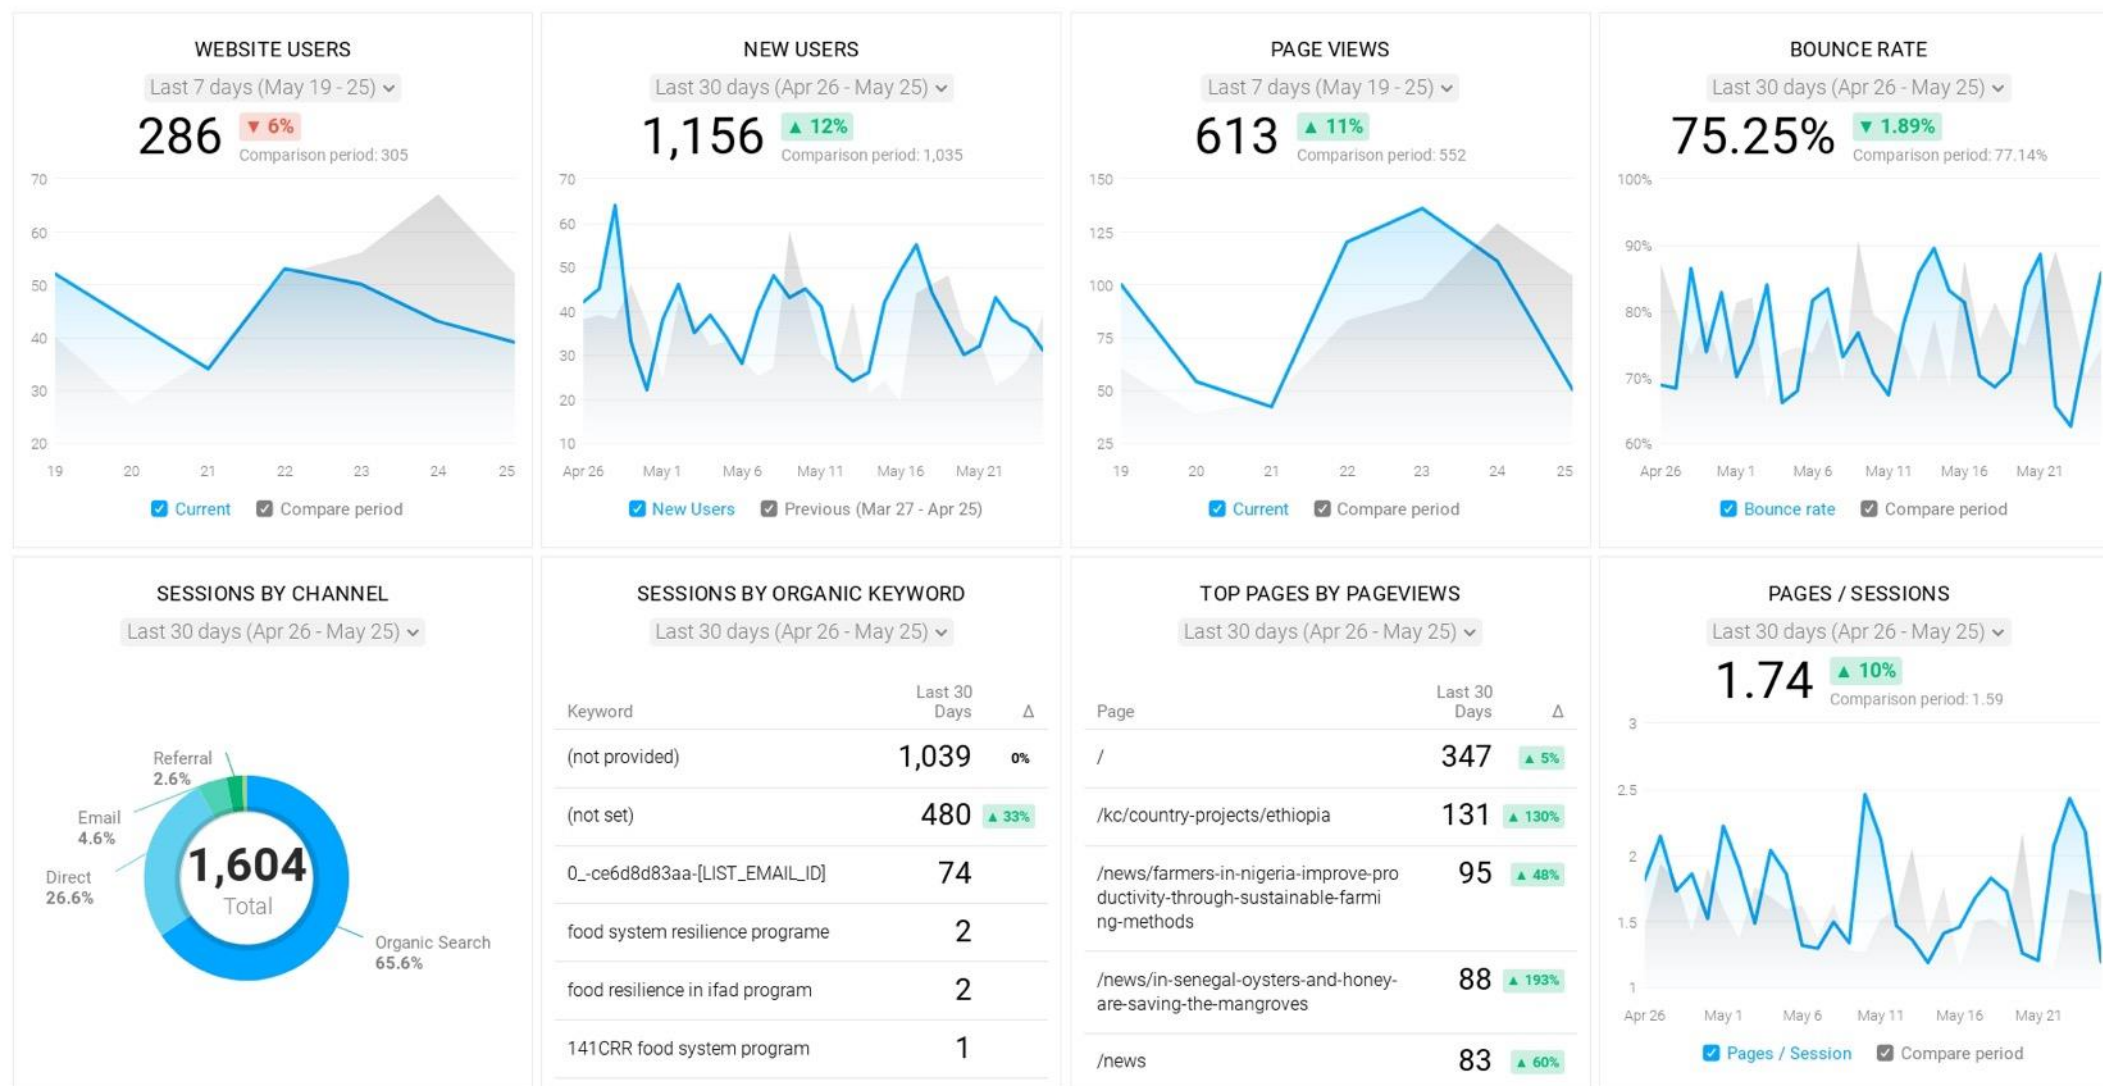 WEBSITE USERS
Last 7 days (May 19 - 25)
286
▼ 6%
Comparison period: 305
70
60
50
40
30
20
19 20 21 22 23 24 25
Current Compare period
NEW USERS
Last 30 days (Apr 26 - May 25)
1,156
▲ 12%
Comparison period: 1,035
70
60
50
40
30
20
10
Apr 26 May 1 May 6 May 11 May 16 May 21
New Users Previous (Mar 27 - Apr 25)
PAGE VIEWS
Last 7 days (May 19 - 25)
613
▲ 11%
Comparison period: 552
150
125
100
75
50
25
19 20 21 22 23 24 25
Current Compare period
BOUNCE RATE
Last 30 days (Apr 26 - May 25)
75.25%
▼ 1.89%
Comparison period: 77.14%
100%
90%
80%
70%
60%
Apr 26 May 1 May 6 May 11 May 16 May 21
Bounce rate Compare period
SESSIONS BY CHANNEL
Last 30 days (Apr 26 - May 25)
Referral
2.6%
Email
4.6%
Direct
26.6%
1,604
Total
Organic Search
65.6%
SESSIONS BY ORGANIC KEYWORD
Last 30 days (Apr 26 - May 25)
Last 30
Keyword Days Δ
(not provided) 1,039 0%
(not set) 480 ▲ 33%
0_-ce6d8d83aa-[LIST_EMAIL_ID] 74
food system resilience programe 2
food resilience in ifad program 2
141CRR food system program 1
TOP PAGES BY PAGEVIEWS
Last 30 days (Apr 26 - May 25)
Last 30
Page Days Δ
/ 347 ▲ 5%
/kc/country-projects/ethiopia 131 ▲ 130%
/news/farmers-in-nigeria-improve-pro 95 ▲ 48%
ductivity-through-sustainable-farmi
ng-methods
/news/in-senegal-oysters-and-honey- 88 ▲ 193%
are-saving-the-mangroves
/news 83 ▲ 60%
PAGES / SESSIONS
Last 30 days (Apr 26 - May 25)
1.74
▲ 10%
Comparison period: 1.59
3
2.5
2
1.5
1
Apr 26 May 1 May 6 May 11 May 16 May 21
Pages / Session Compare period